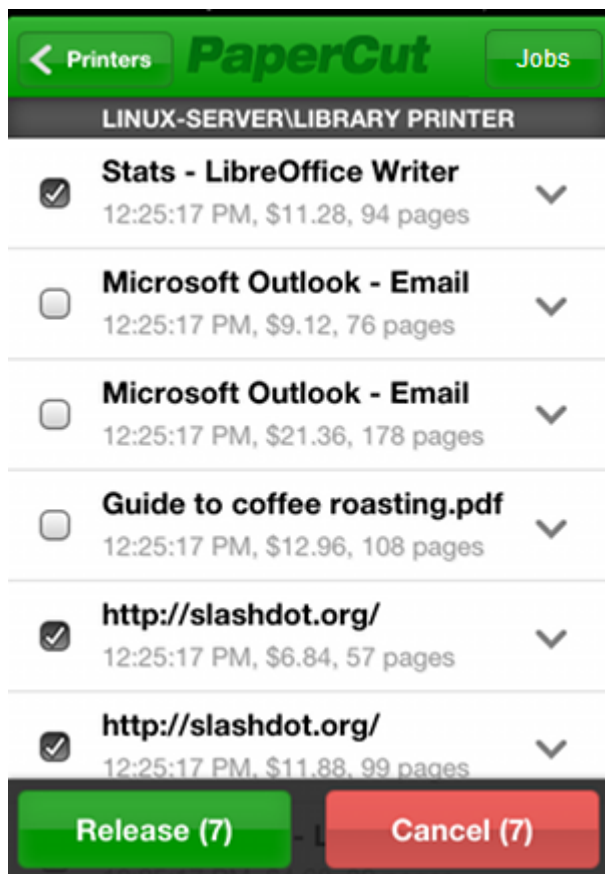 Printers
PaperCut
Jobs
LINUX-SERVER\LIBRARY PRINTER
Stats - LibreOffice Writer
12:25:17 PM, $11.28, 94 pages
Microsoft Outlook - Email
12:25:17 PM, $9.12, 76 pages
Microsoft Outlook - Email
12:25:17 PM, $21.36, 178 pages
Guide to coffee roasting.pdf
12:25:17 PM, $12.96, 108 pages
http://slashdot.org/
12:25:17 PM, $6.84, 57 pages
http://slashdot.org/
12:25:17 PM, $11.88, 99 pages
Release (7)
Cancel (7)